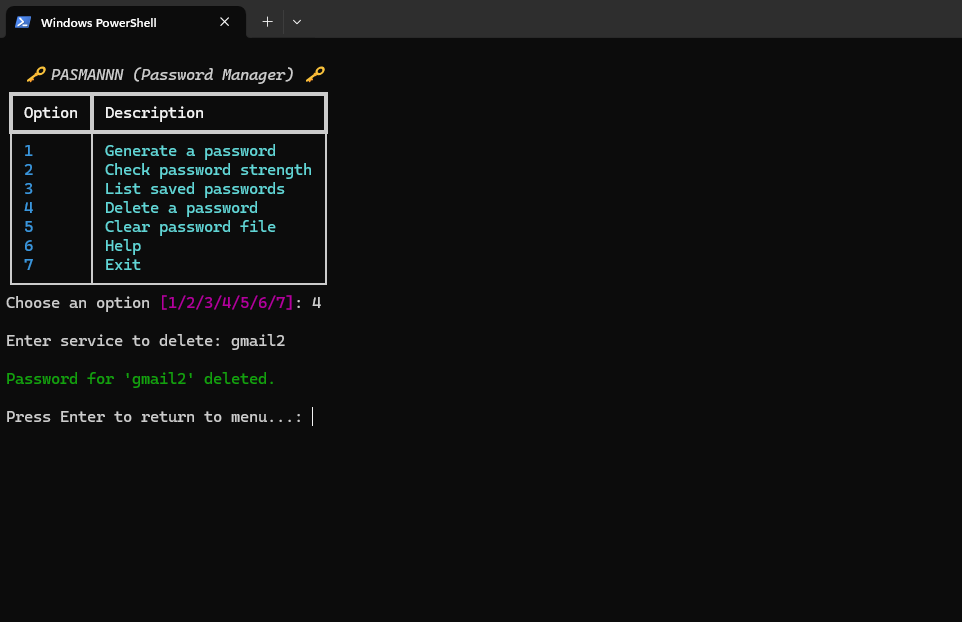 Windows PowerShell
🔑 PASMANNN (Password Manager) 🔑
Option Description
1 Generate a password
2 Check password strength
3 List saved passwords
4 Delete a password
5 Clear password file
6 Help
7 Exit
Choose an option [1/2/3/4/5/6/7]: 4
Enter service to delete: gmail2
Password for 'gmail2' deleted.
Press Enter to return to menu...: